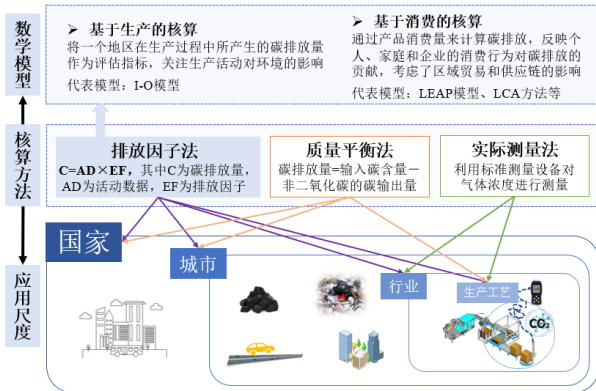 数学模型
➢ 基于生产的核算
将一个地区在生产过程中所产生的碳排放量
作为评估指标，关注生产活动对环境的影响
代表模型：I-O模型
➢ 基于消费的核算
通过产品消费量来计算碳排放，反映个
人、家庭和企业的消费行为对碳排放的
贡献，考虑了区域贸易和供应链的影响
代表模型：LEAP模型、LCA方法等
核算方法
排放因子法
C=AD×EF，其中C为碳排放量，
AD为活动数据，EF为排放因子
质量平衡法
碳排放量=输入碳含量－
非二氧化碳的碳输出量
实际测量法
利用标准测量设备对
气体浓度进行测量
应用尺度
国家
城市
行业
生产工艺
CO₂